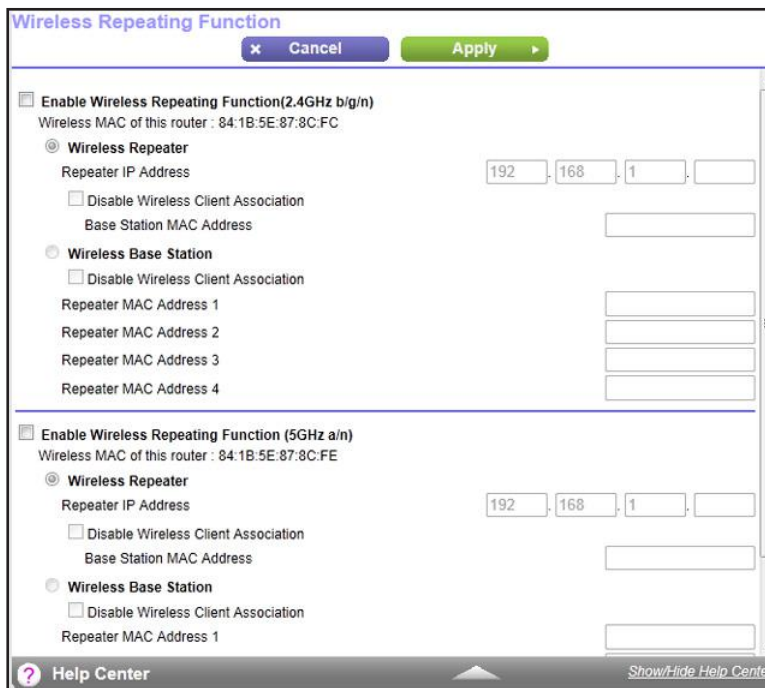 Wireless Repeating Function
× Cancel
Apply
Enable Wireless Repeating Function(2.4GHz b/g/n)
Wireless MAC of this router : 84:1B:5E:87:8C:FC
Wireless Repeater
Repeater IP Address 192 . 168 . 1 .
Disable Wireless Client Association
Base Station MAC Address
Wireless Base Station
Disable Wireless Client Association
Repeater MAC Address 1
Repeater MAC Address 2
Repeater MAC Address 3
Repeater MAC Address 4
Enable Wireless Repeating Function (5GHz a/n)
Wireless MAC of this router : 84:1B:5E:87:8C:FE
Wireless Repeater
Repeater IP Address 192 . 168 . 1 .
Disable Wireless Client Association
Base Station MAC Address
Wireless Base Station
Disable Wireless Client Association
Repeater MAC Address 1
? Help Center
Show/Hide Help Cente